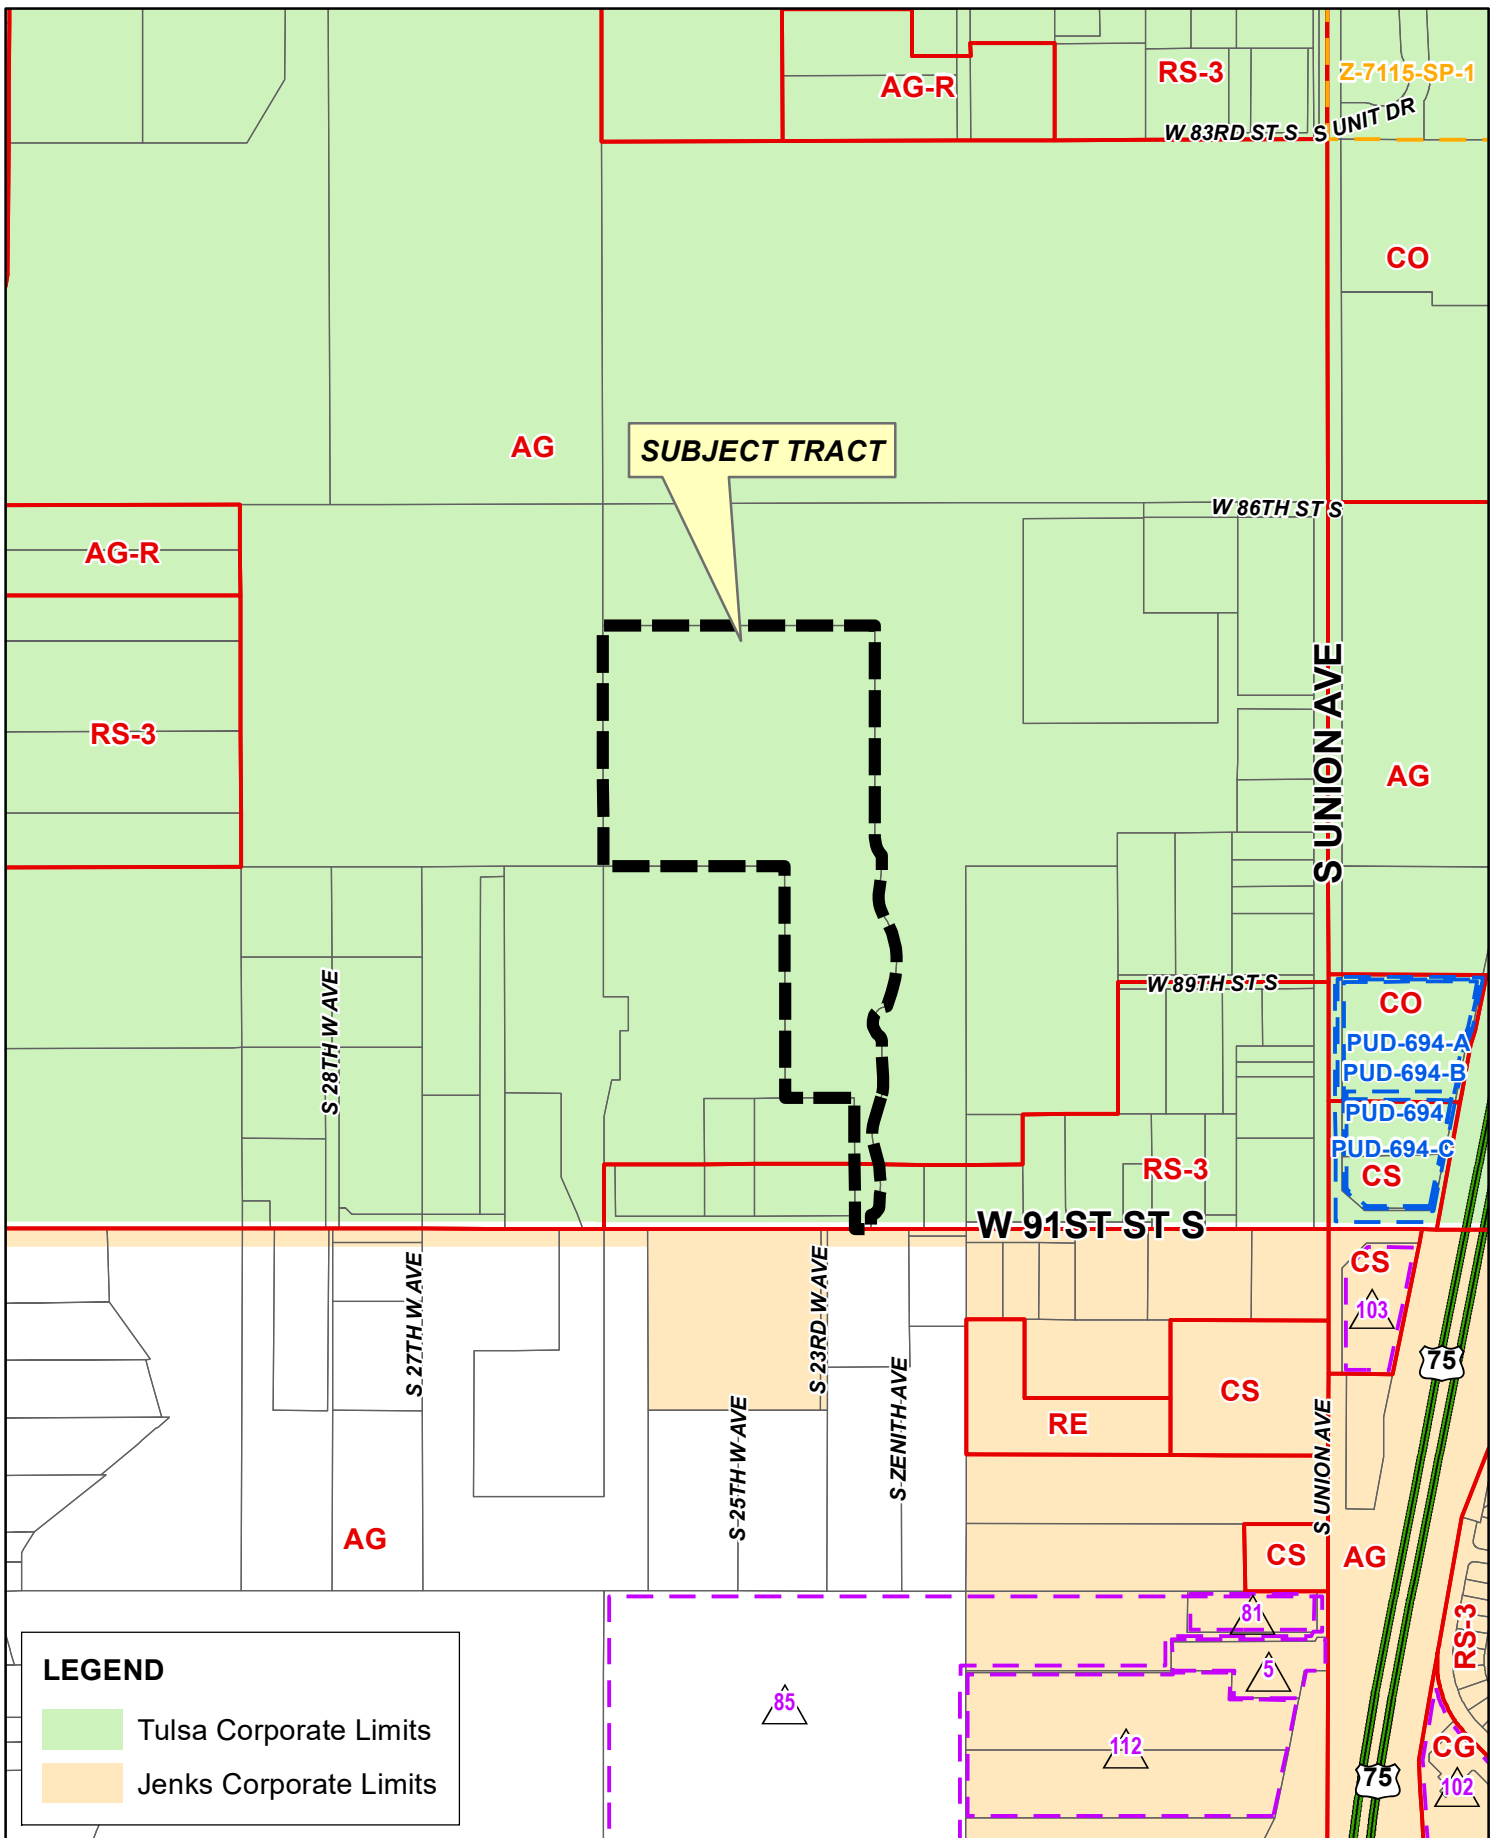 RS-3
Z-7115-SP-1
AG-R
W 83RD ST S
S UNIT DR
CO
AG
SUBJECT TRACT
W 86TH ST S
AG-R
RS-3
S UNION AVE
AG
W 89TH ST S
CO
PUD-694-A
PUD-694-B
PUD-694
PUD-694-C
CS
S 28TH W AVE
RS-3
W 91ST ST S
CS
103
S 27TH W AVE
S 23RD W AVE
S ZENITH AVE
S 25TH W AVE
75
CS
RE
S UNION AVE
AG
CS
AG
81
RS-3
5
85
112
CG
75
102
LEGEND
Tulsa Corporate Limits
Jenks Corporate Limits